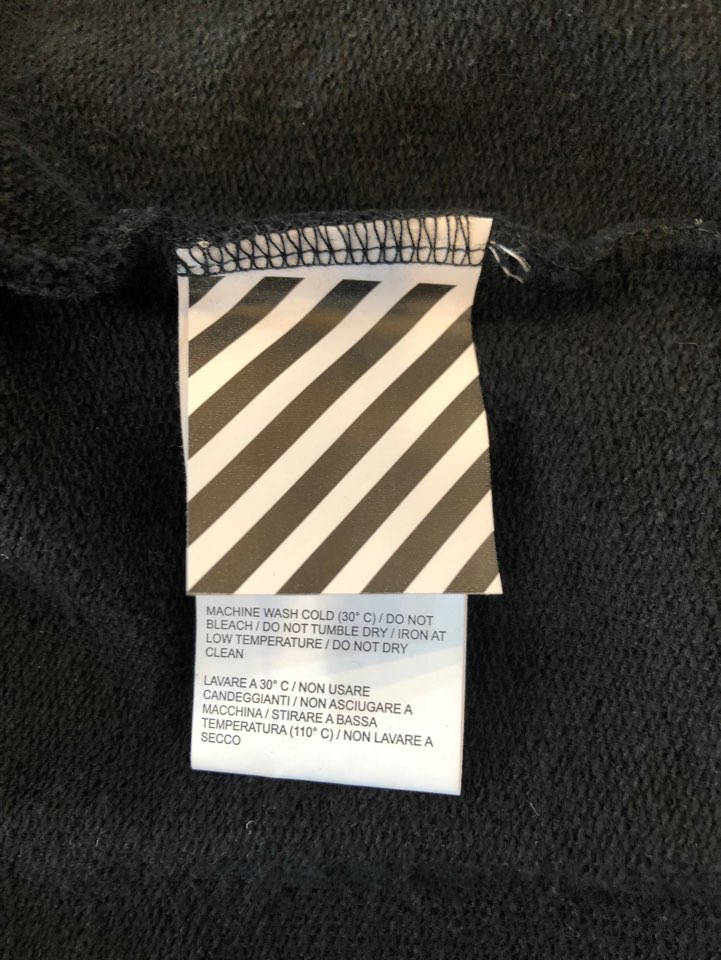 MACHINE WASH COLD (30° C) / DO NOT
BLEACH / DO NOT TUMBLE DRY / IRON AT
LOW TEMPERATURE / DO NOT DRY
CLEAN
LAVARE A 30° C / NON USARE
CANDEGGIANTI / NON ASCIUGARE A
MACCHINA / STIRARE A BASSA
TEMPERATURA (110° C) / NON LAVARE A
SECCO